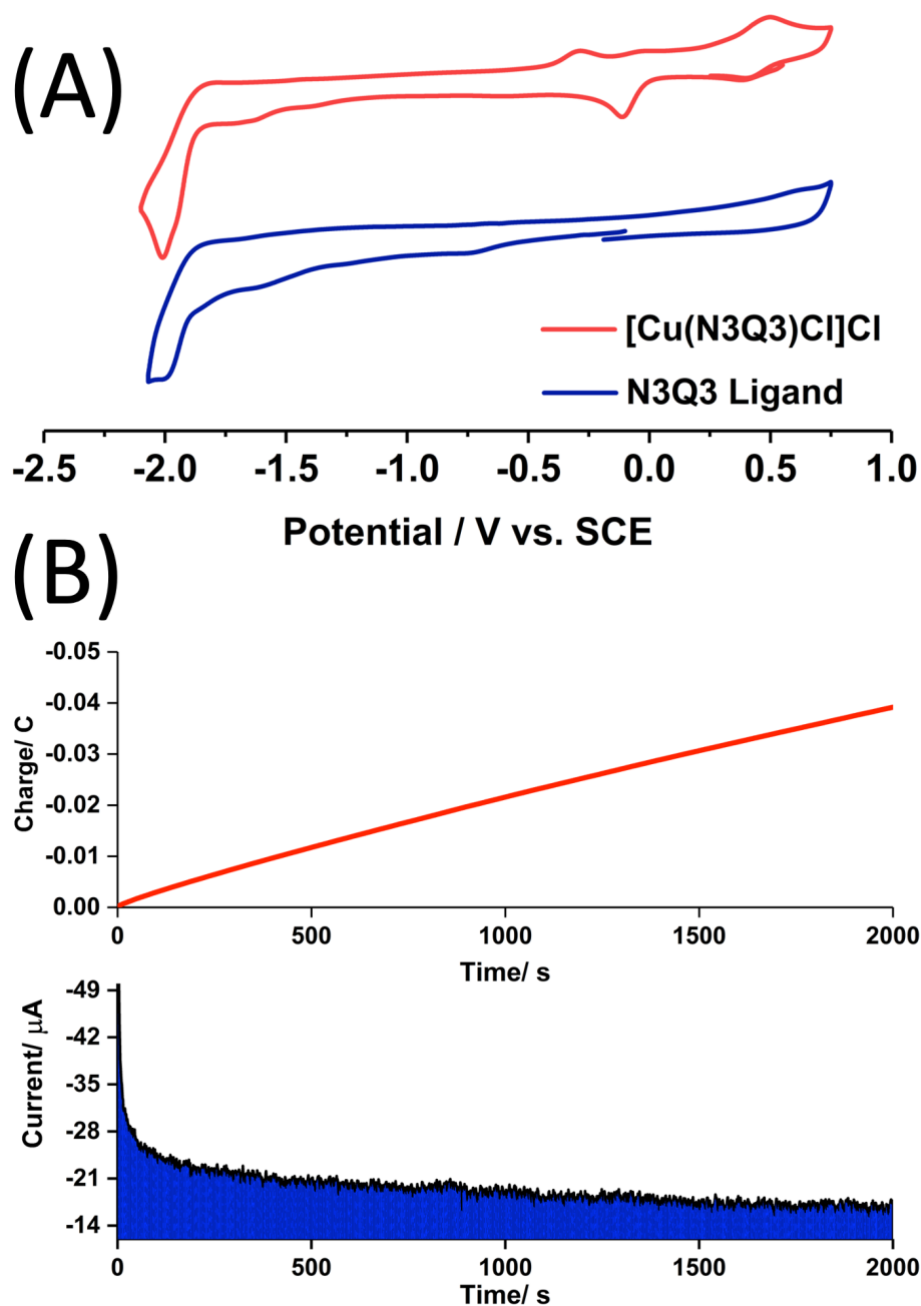 (A)
[Cu(N3Q3)Cl]Cl
N3Q3 Ligand
-2.5 -2.0 -1.5 -1.0 -0.5 0.0 0.5 1.0
Potential / V vs. SCE
(B)
-0.05
-0.04
-0.03
-0.02
-0.01
0.00
Charge/ C
0 500 1000 1500 2000
Time/ s
-49
-42
-35
-28
-21
-14
Current/ μA
0 500 1000 1500 2000
Time/ s